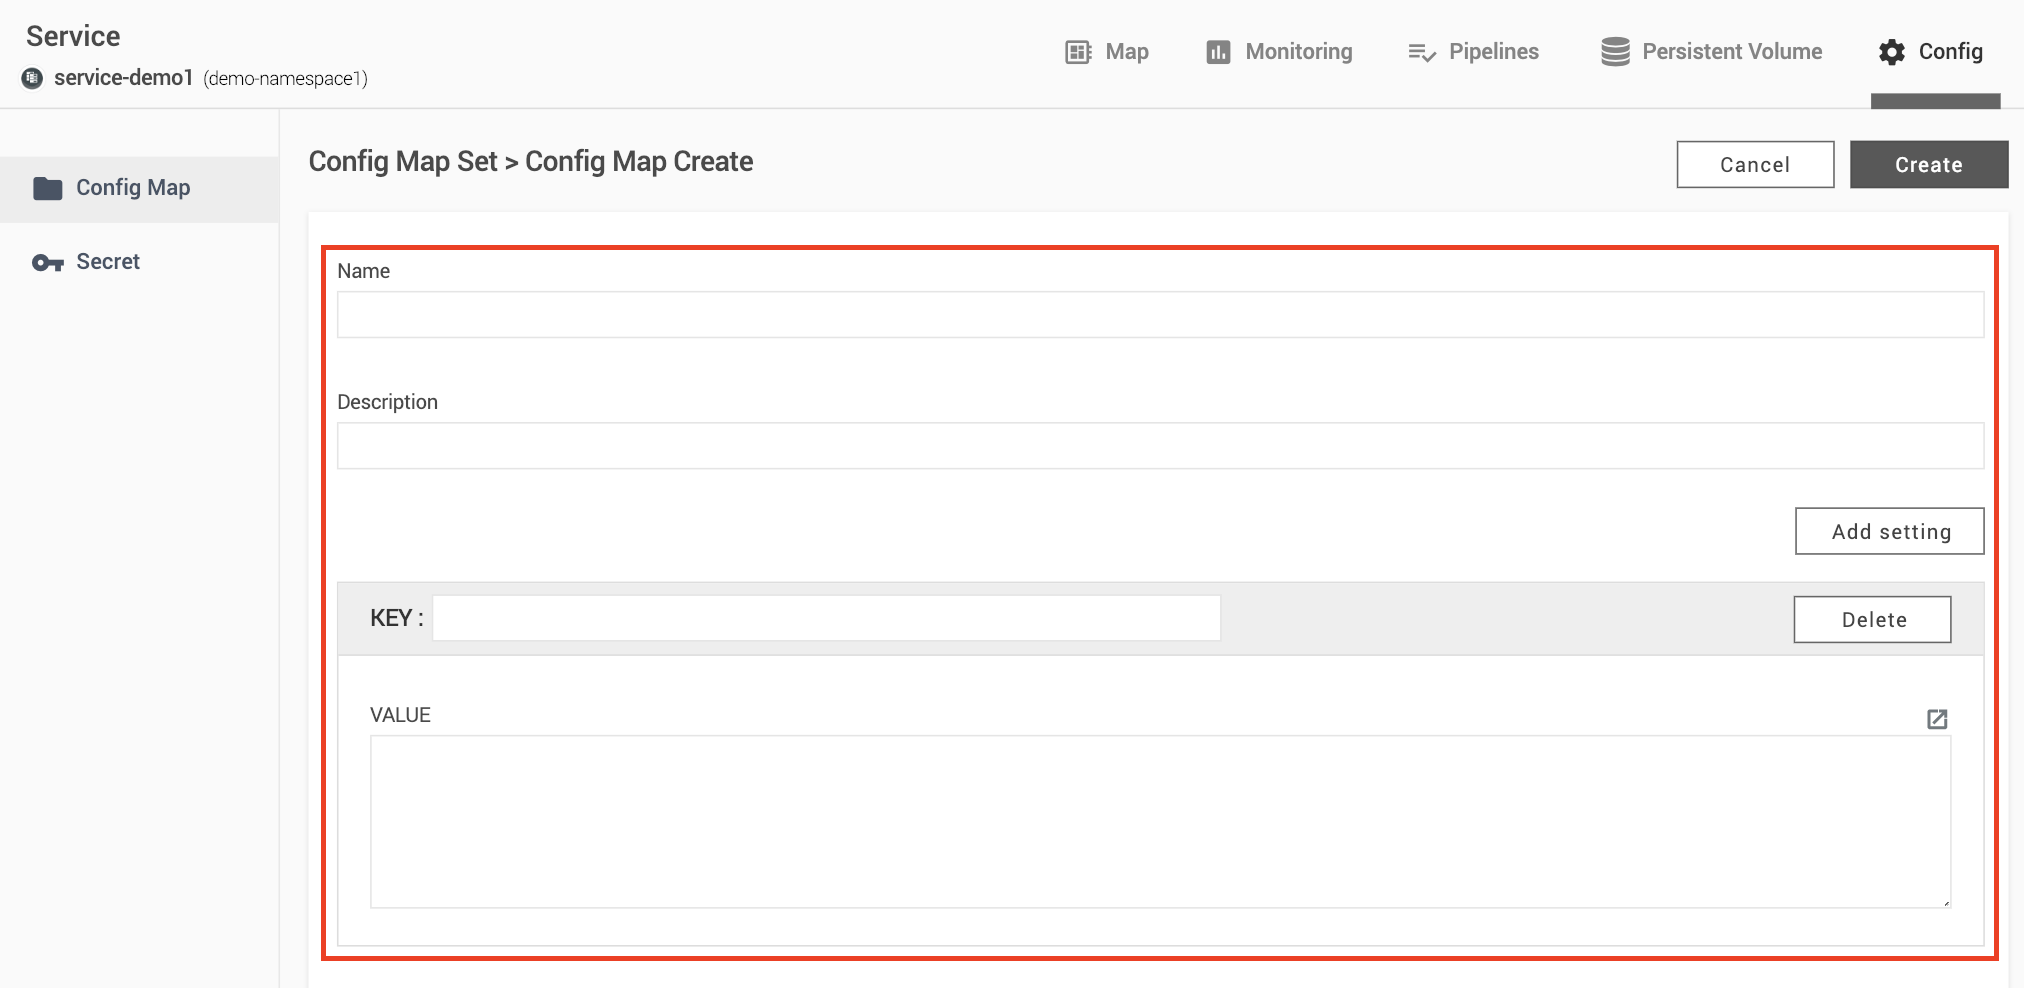 Service
service-demo1 (demo-namespace1)
Map
Monitoring
Pipelines
Persistent Volume
Config
Config Map
Secret
Config Map Set > Config Map Create
Cancel
Create
Name
Description
Add setting
KEY :
Delete
VALUE